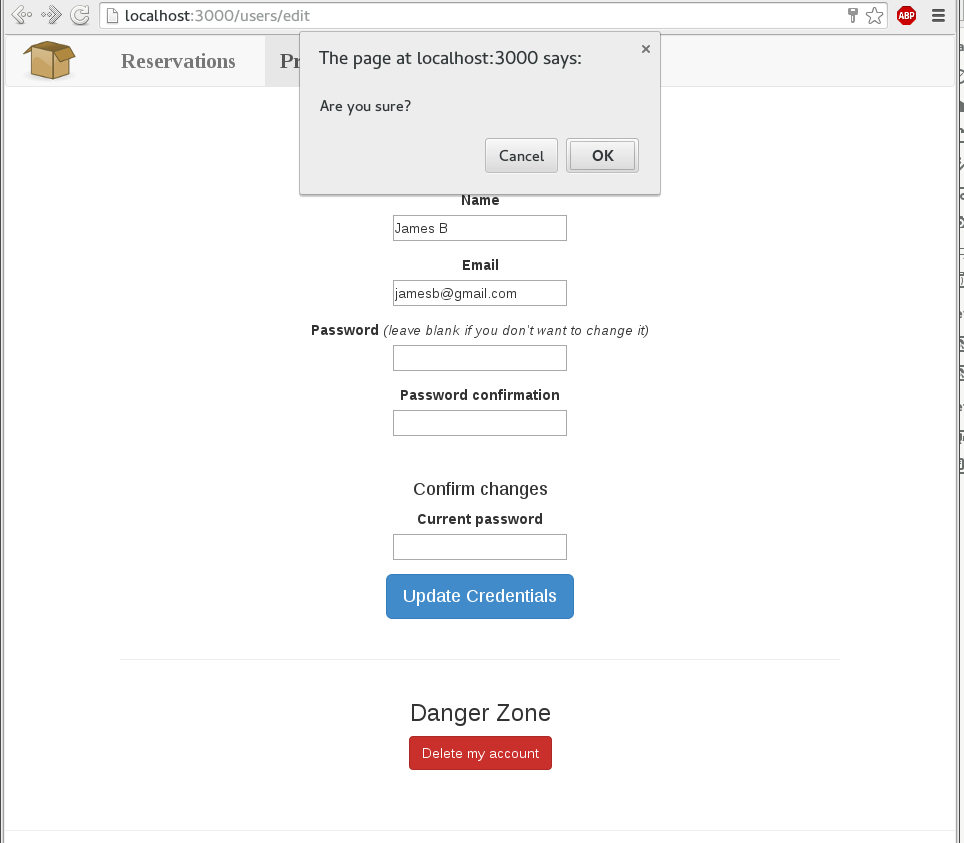 localhost:3000/users/edit
ABP
Reservations
Pr
The page at localhost:3000 says:
Are you sure?
Cancel
OK
Name
James B
Email
jamesb@gmail.com
Password (leave blank if you don't want to change it)
Password confirmation
Confirm changes
Current password
Update Credentials
Danger Zone
Delete my account